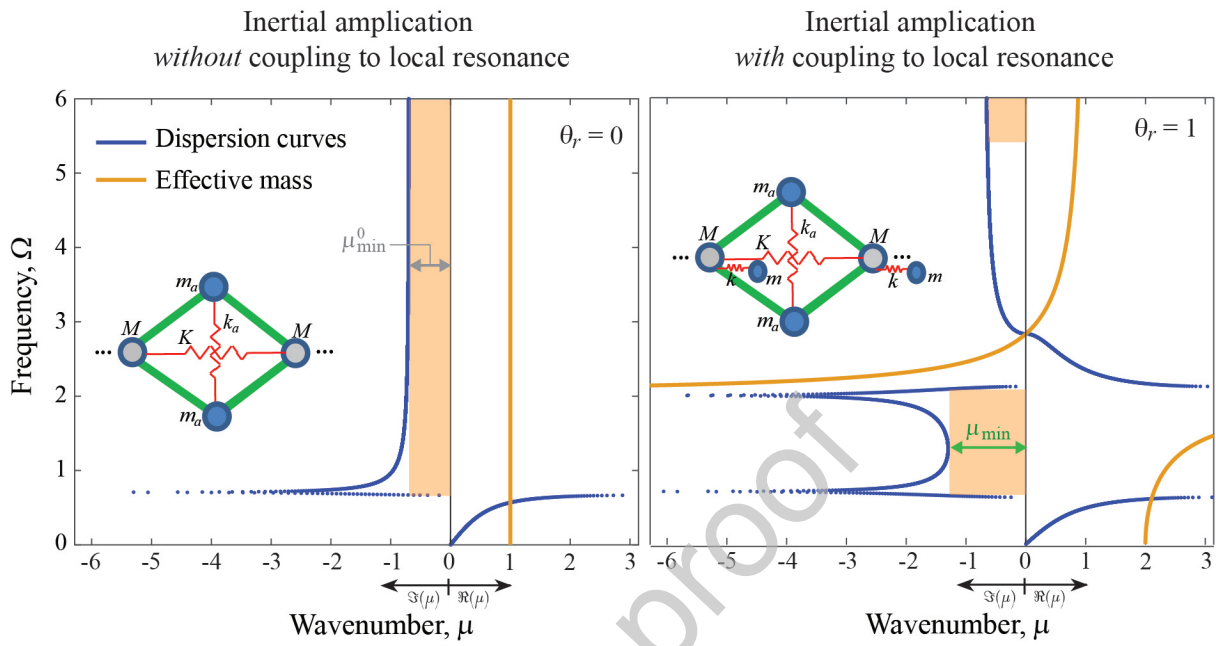 Inertial amplication
without coupling to local resonance
Inertial amplication
with coupling to local resonance
Frequency, Ω
6
5
4
3
2
1
0
Dispersion curves
Effective mass
θr = 0
μ⁰min
ma
M
K
ka
M
...
...
ma
-6 -5 -4 -3 -2 -1 0 1 2 3
ℑ(μ) ℜ(μ)
Wavenumber, μ
θr = 1
ma
ka
M
K
M
...
...
k
m
k
m
ma
μmin
proof
-6 -5 -4 -3 -2 -1 0 1 2 3
ℑ(μ) ℜ(μ)
Wavenumber, μ